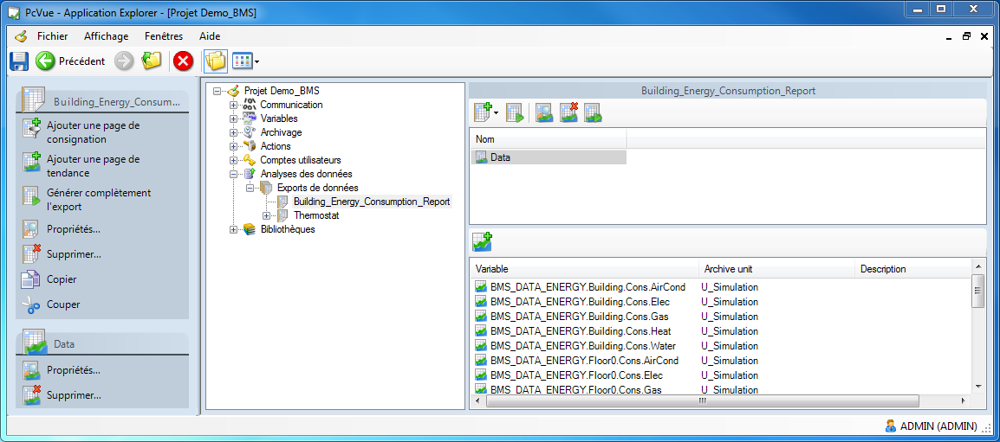 PcVue - Application Explorer - [Projet Demo_BMS]
Fichier Affichage Fenêtres Aide
Précédent
Building_Energy_Consum...
Ajouter une page de
consignation
Ajouter une page de
tendance
Générer complètement
l'export
Propriétés...
Supprimer...
Copier
Couper
Data
Propriétés...
Supprimer...
Projet Demo_BMS
Communication
Variables
Archivage
Actions
Comptes utilisateurs
Analyses des données
Exports de données
Building_Energy_Consumption_Report
Thermostat
Bibliothèques
Building_Energy_Consumption_Report
Nom
Data
Variable Archive unit Description
BMS_DATA_ENERGY.Building.Cons.AirCond U_Simulation
BMS_DATA_ENERGY.Building.Cons.Elec U_Simulation
BMS_DATA_ENERGY.Building.Cons.Gas U_Simulation
BMS_DATA_ENERGY.Building.Cons.Heat U_Simulation
BMS_DATA_ENERGY.Building.Cons.Water U_Simulation
BMS_DATA_ENERGY.Floor0.Cons.AirCond U_Simulation
BMS_DATA_ENERGY.Floor0.Cons.Elec U_Simulation
BMS_DATA_ENERGY.Floor0.Cons.Gas U_Simulation
ADMIN (ADMIN)